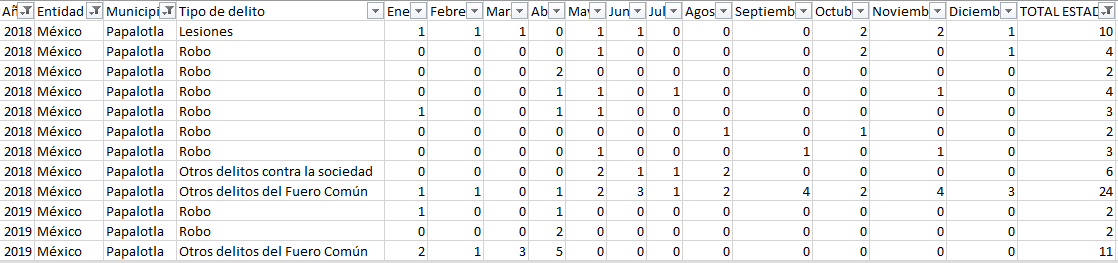 Añ Entidad Municipi Tipo de delito Ene Febre Mar Ab May Jun Jul Agos Septiemb Octub Noviemb Diciemb TOTAL ESTAD
2018 México Papalotla Lesiones 1 1 1 0 1 1 0 0 0 2 2 1 10
2018 México Papalotla Robo 0 0 0 0 1 0 0 0 0 2 0 1 4
2018 México Papalotla Robo 0 0 0 2 0 0 0 0 0 0 0 0 2
2018 México Papalotla Robo 0 0 0 1 1 0 1 0 0 0 1 0 4
2018 México Papalotla Robo 1 0 0 1 1 0 0 0 0 0 0 0 3
2018 México Papalotla Robo 0 0 0 0 0 0 0 1 0 1 0 0 2
2018 México Papalotla Robo 0 0 0 0 1 0 0 0 1 0 1 0 3
2018 México Papalotla Otros delitos contra la sociedad 0 0 0 0 2 1 1 2 0 0 0 0 6
2018 México Papalotla Otros delitos del Fuero Común 1 1 0 1 2 3 1 2 4 2 4 3 24
2019 México Papalotla Robo 1 0 0 1 0 0 0 0 0 0 0 0 2
2019 México Papalotla Robo 0 0 0 2 0 0 0 0 0 0 0 0 2
2019 México Papalotla Otros delitos del Fuero Común 2 1 3 5 0 0 0 0 0 0 0 0 11